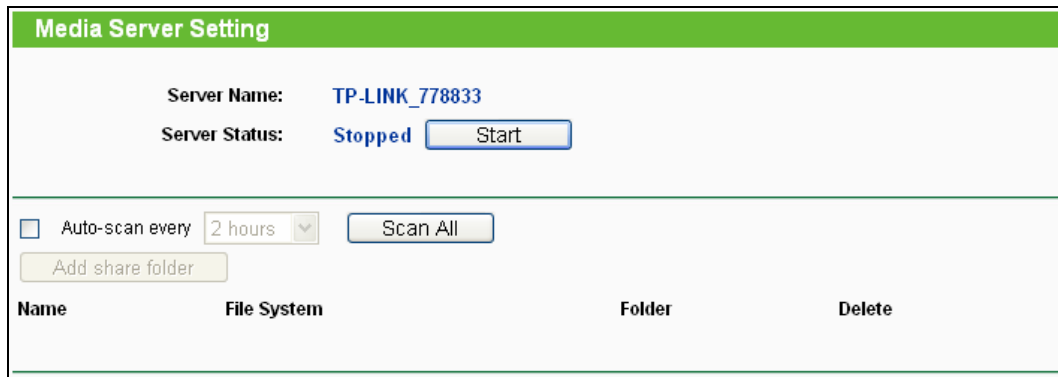 Media Server Setting
Server Name: TP-LINK_778833
Server Status: Stopped Start
Auto-scan every 2 hours Scan All
Add share folder
Name File System Folder Delete